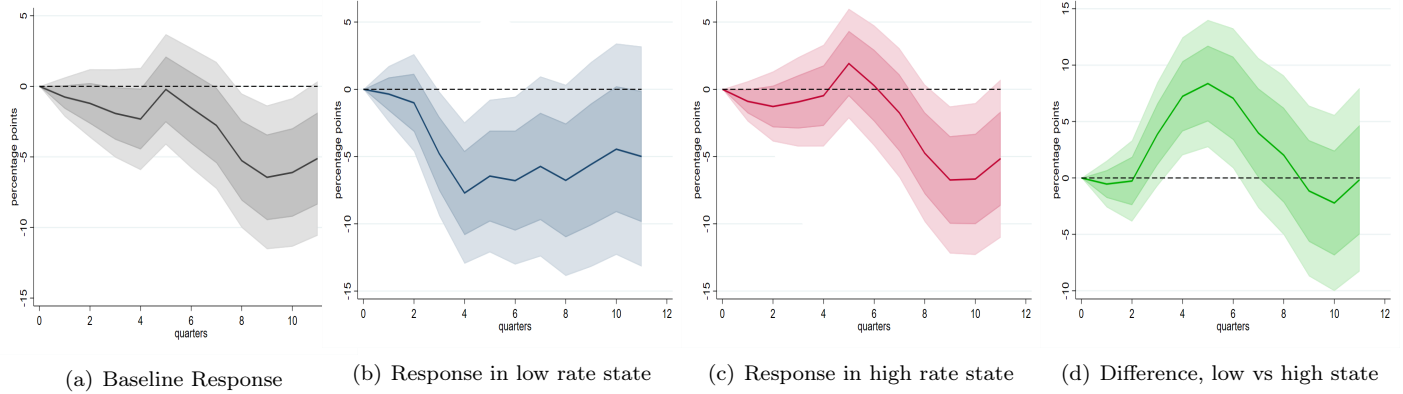 5
0
-5
-10
-15
percentage points
0 2 4 6 8 10
quarters
(a) Baseline Response
5
0
-5
-10
-15
percentage points
0 2 4 6 8 10 12
quarters
(b) Response in low rate state
5
0
-5
-10
-15
percentage points
0 2 4 6 8 10 12
quarters
(c) Response in high rate state
15
10
5
0
-5
-10
percentage points
0 2 4 6 8 10 12
quarters
(d) Difference, low vs high state